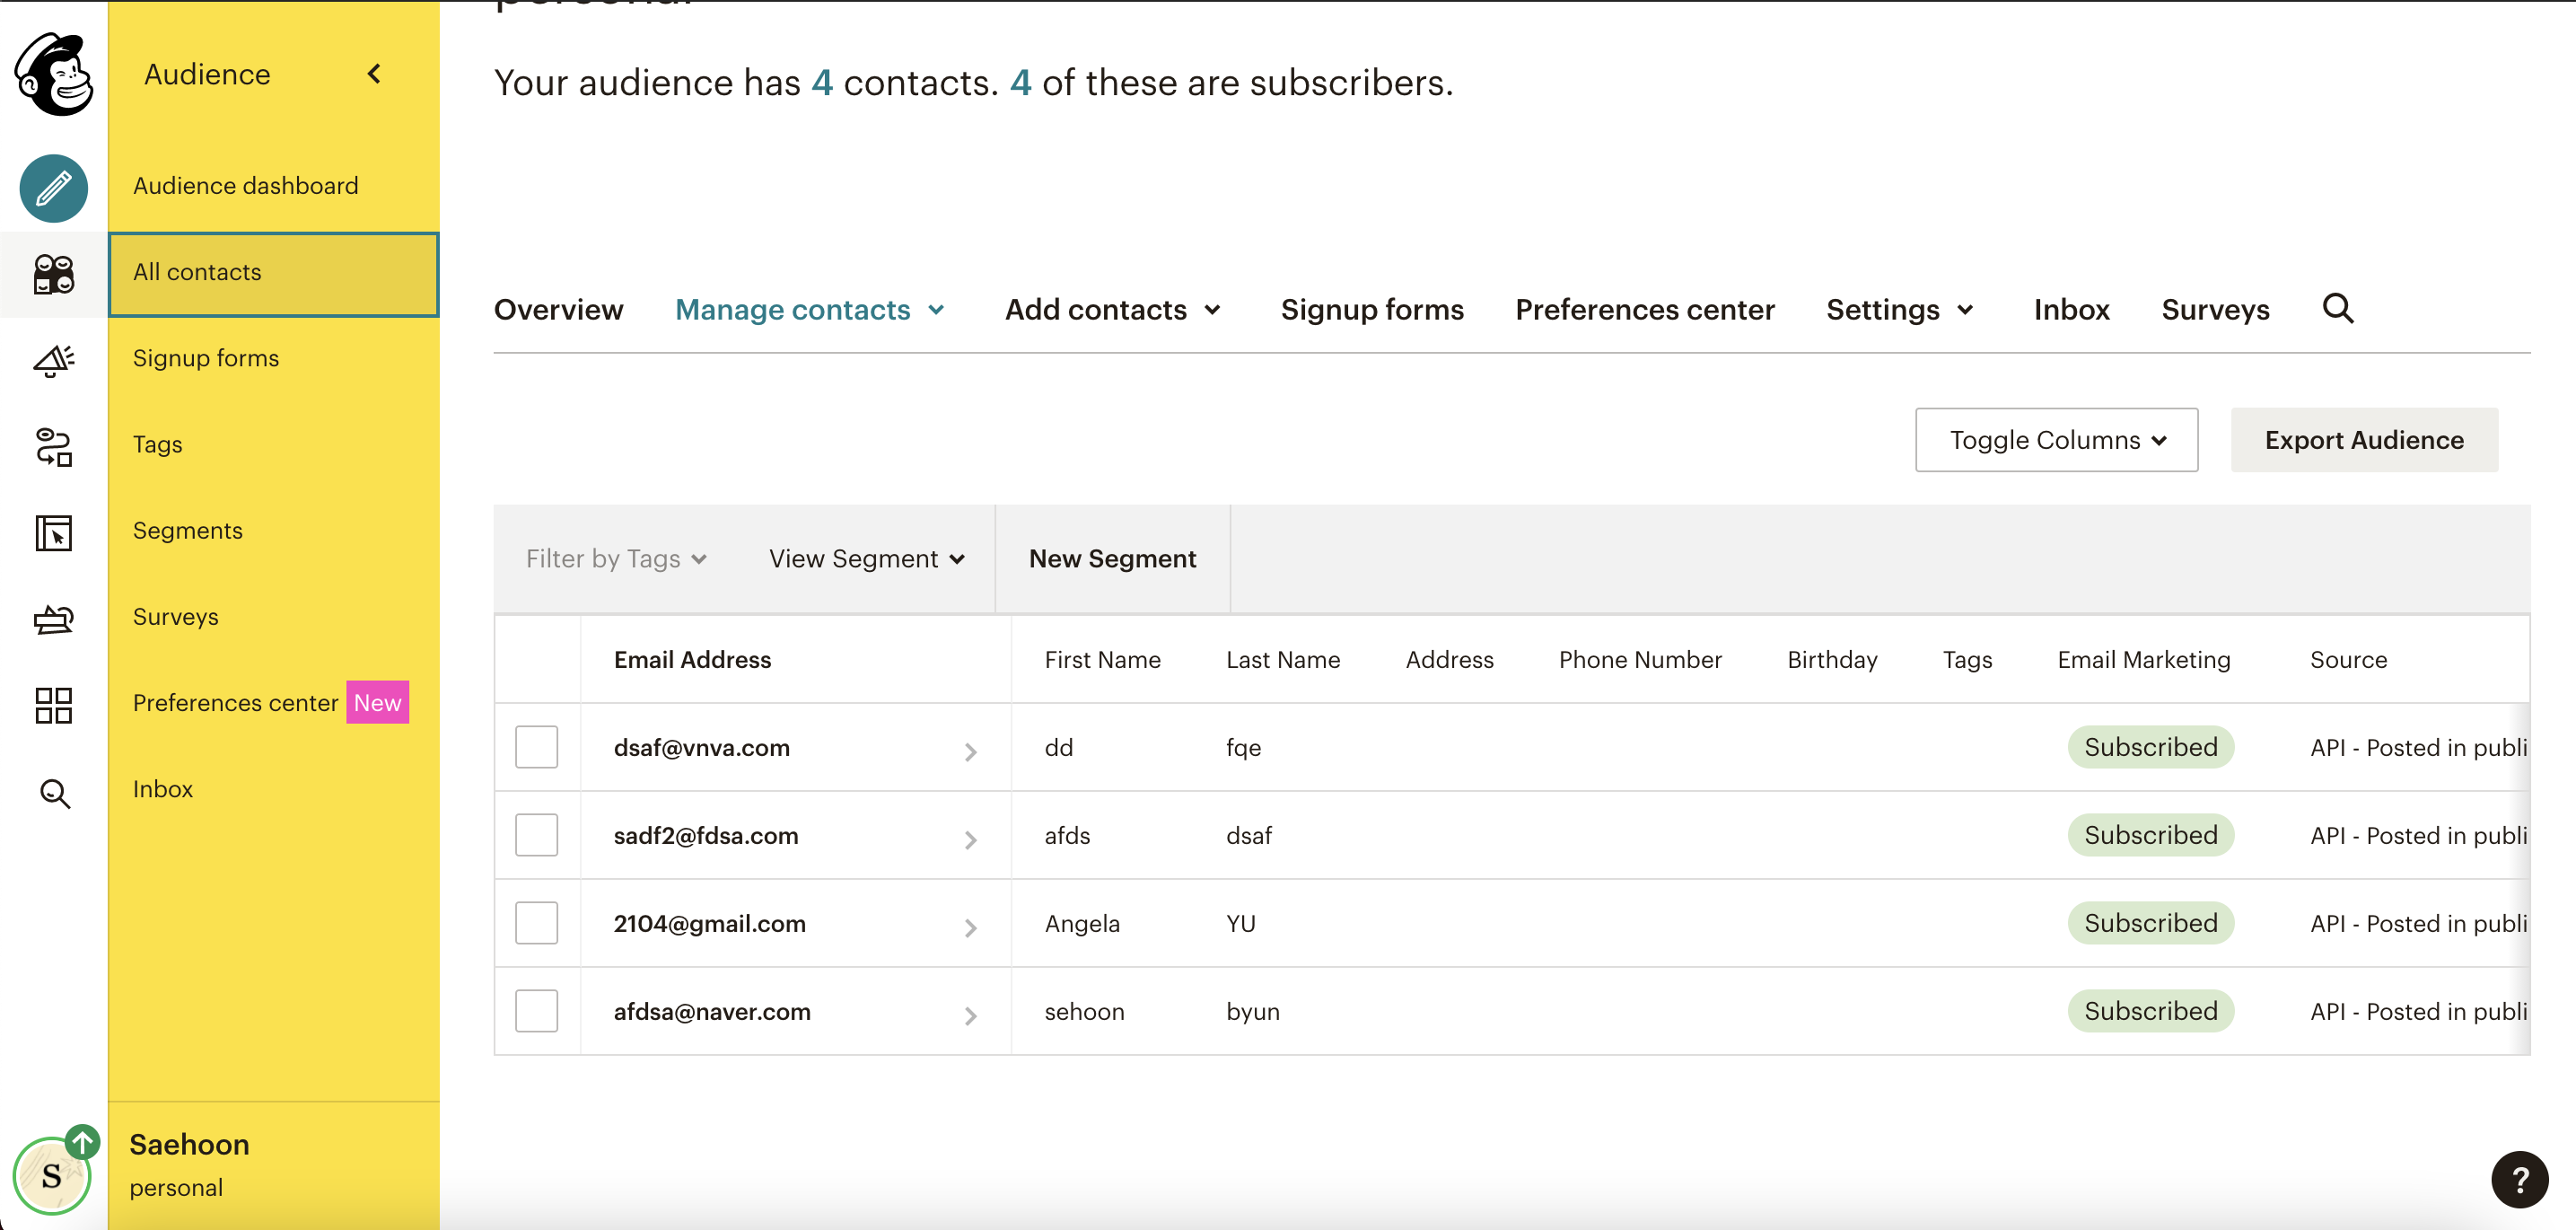 Audience
Audience dashboard
All contacts
Signup forms
Tags
Segments
Surveys
Preferences center New
Inbox
S
Saehoon
personal
personal
Your audience has 4 contacts. 4 of these are subscribers.
Overview Manage contacts Add contacts Signup forms Preferences center Settings Inbox Surveys
Toggle Columns Export Audience
Filter by Tags View Segment New Segment
Email Address First Name Last Name Address Phone Number Birthday Tags Email Marketing Source
dsaf@vnva.com dd fqe Subscribed API - Posted in publi
sadf2@fdsa.com afds dsaf Subscribed API - Posted in publi
2104@gmail.com Angela YU Subscribed API - Posted in publi
afdsa@naver.com sehoon byun Subscribed API - Posted in publi
?